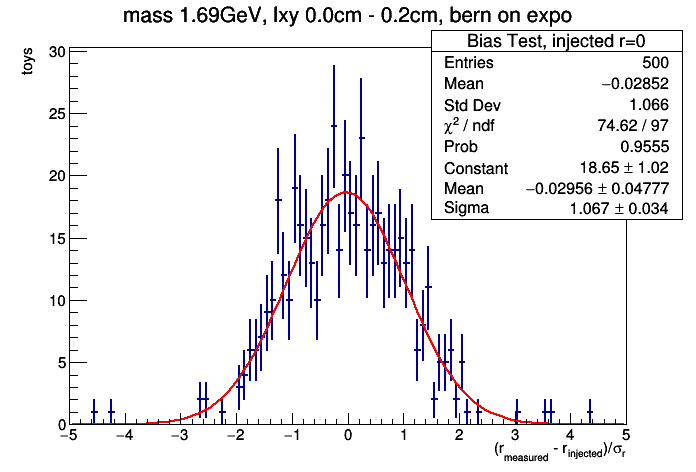 mass 1.69GeV, lxy 0.0cm - 0.2cm, bern on expo
toys
Bias Test, injected r=0
Entries 500
Mean −0.02852
Std Dev 1.066
χ² / ndf 74.62 / 97
Prob 0.9555
Constant 18.65 ± 1.02
Mean −0.02956 ± 0.04777
Sigma 1.067 ± 0.034
30
25
20
15
10
5
0
−5 −4 −3 −2 −1 0 1 2 3 4 5
(r_measured - r_injected)/σ_r